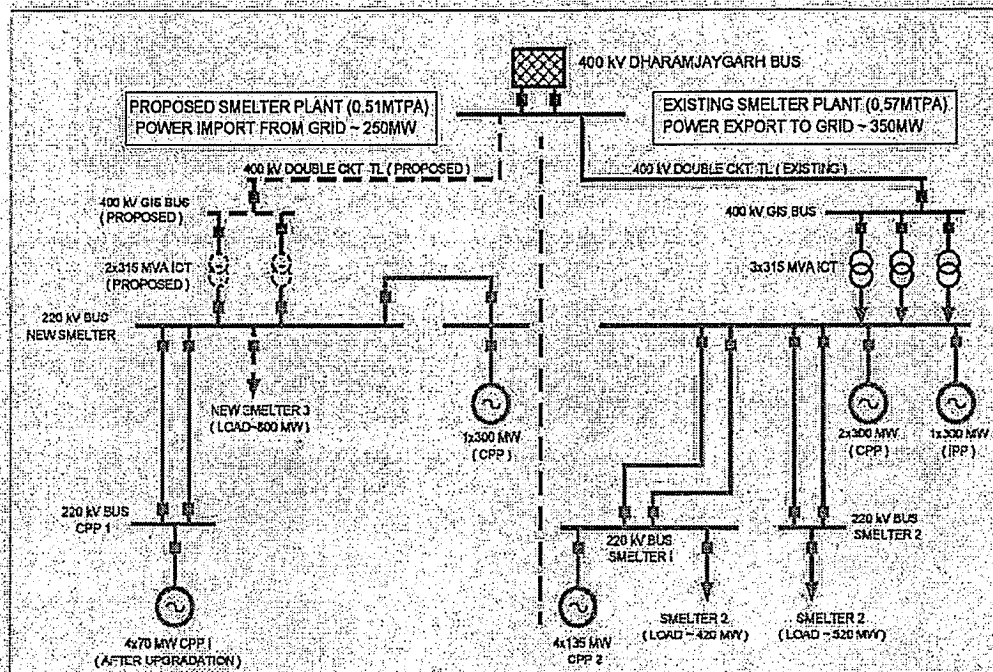 400 kV DHARAMJAYGARH BUS
PROPOSED SMELTER PLANT (0.51MTPA)
POWER IMPORT FROM GRID ~ 250MW
EXISTING SMELTER PLANT (0.57MTPA)
POWER EXPORT TO GRID ~ 350MW
400 kV DOUBLE CKT TL (PROPOSED)
400 kV DOUBLE CKT. TL (EXISTING)
400 kV GIS BUS
(PROPOSED)
400 kV GIS BUS
2x315 MVA ICT
(PROPOSED)
3x315 MVA ICT
220 kV BUS
NEW SMELTER
NEW SMELTER 3
(LOAD~800 MW)
1x300 MW
(CPP)
2x300 MW
(CPP)
1x300 MW
(IPP)
220 kV BUS
CPP 1
220 kV BUS
SMELTER 1
220 kV BUS
SMELTER 2
4x70 MW CPP 1
(AFTER UPGRADATION)
4x135 MW
CPP 2
SMELTER 2
(LOAD ~ 420 MW)
SMELTER 2
(LOAD ~ 520 MW)